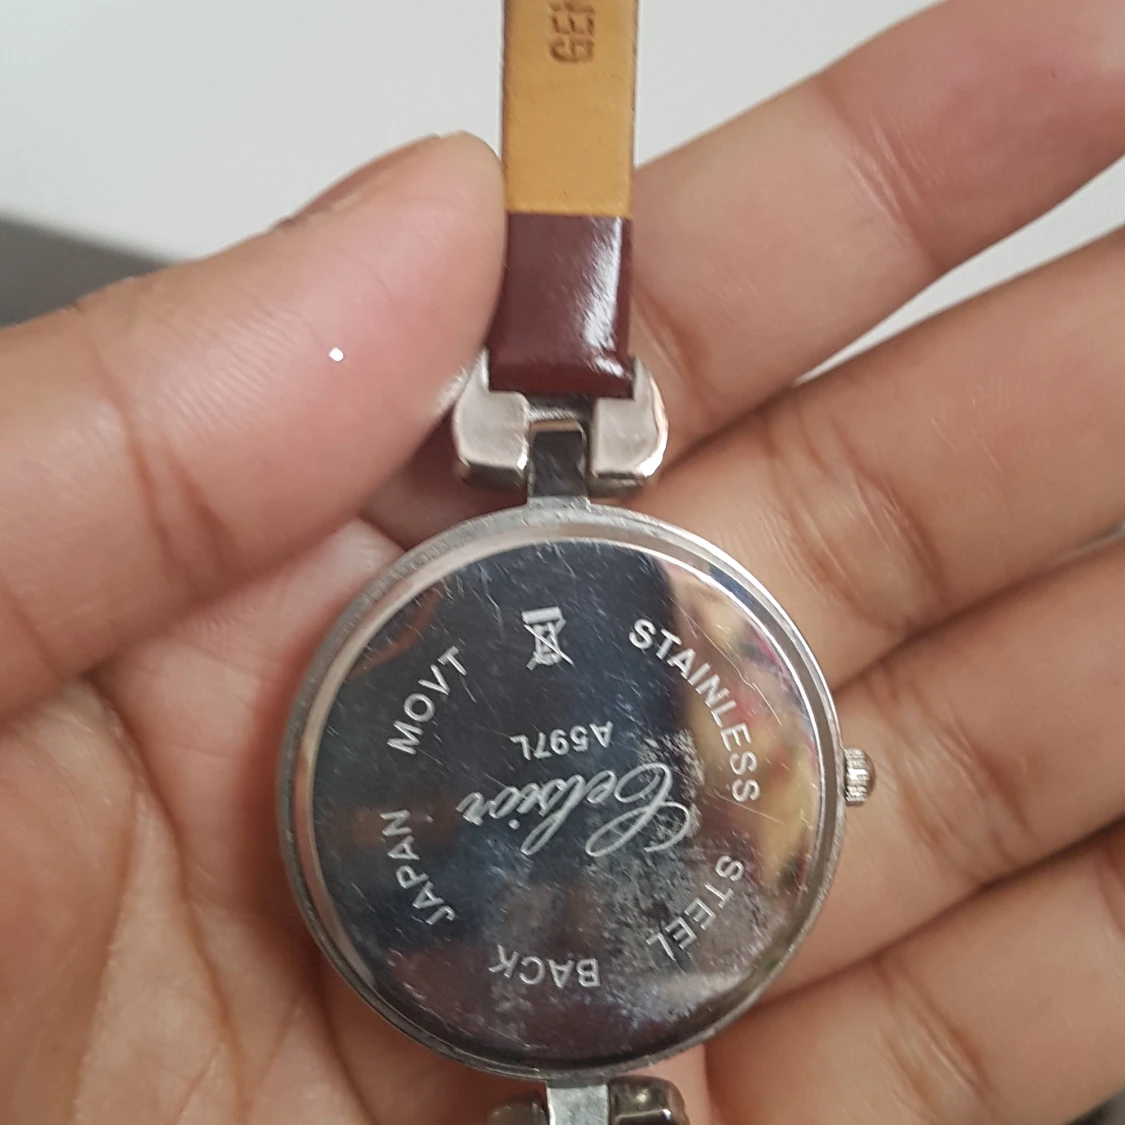 STAINLESS STEEL BACK
JAPAN MOVT
Celsior
A597L